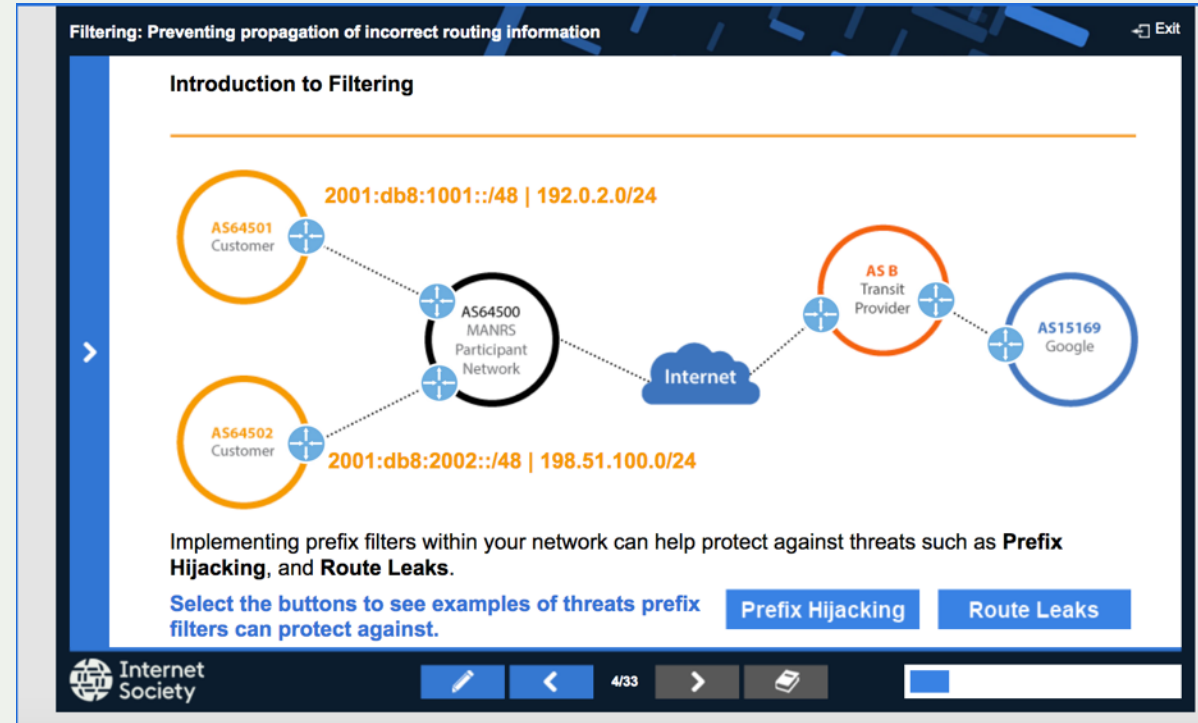 Filtering: Preventing propagation of incorrect routing information
Exit
Introduction to Filtering
2001:db8:1001::/48 | 192.0.2.0/24
AS64501
Customer
AS64500
MANRS
Participant
Network
Internet
AS B
Transit
Provider
AS15169
Google
AS64502
Customer
2001:db8:2002::/48 | 198.51.100.0/24
Implementing prefix filters within your network can help protect against threats such as Prefix
Hijacking, and Route Leaks.
Select the buttons to see examples of threats prefix
filters can protect against.
Prefix Hijacking
Route Leaks
Internet
Society
4/33